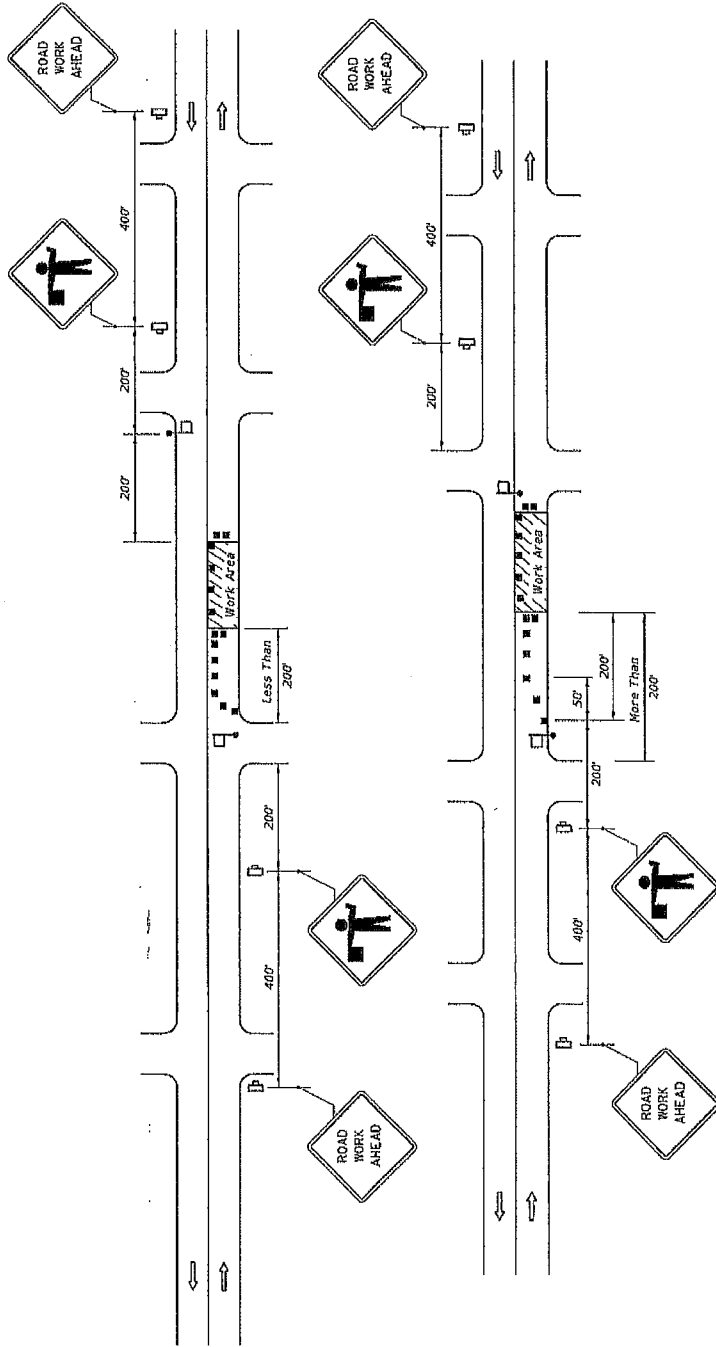 ROAD
WORK
AHEAD
400'
200'
200'
Work Area
Less Than
200'
200'
400'
ROAD
WORK
AHEAD
ROAD
WORK
AHEAD
400'
200'
Work Area
200'
More Than
200'
50'
200'
400'
ROAD
WORK
AHEAD